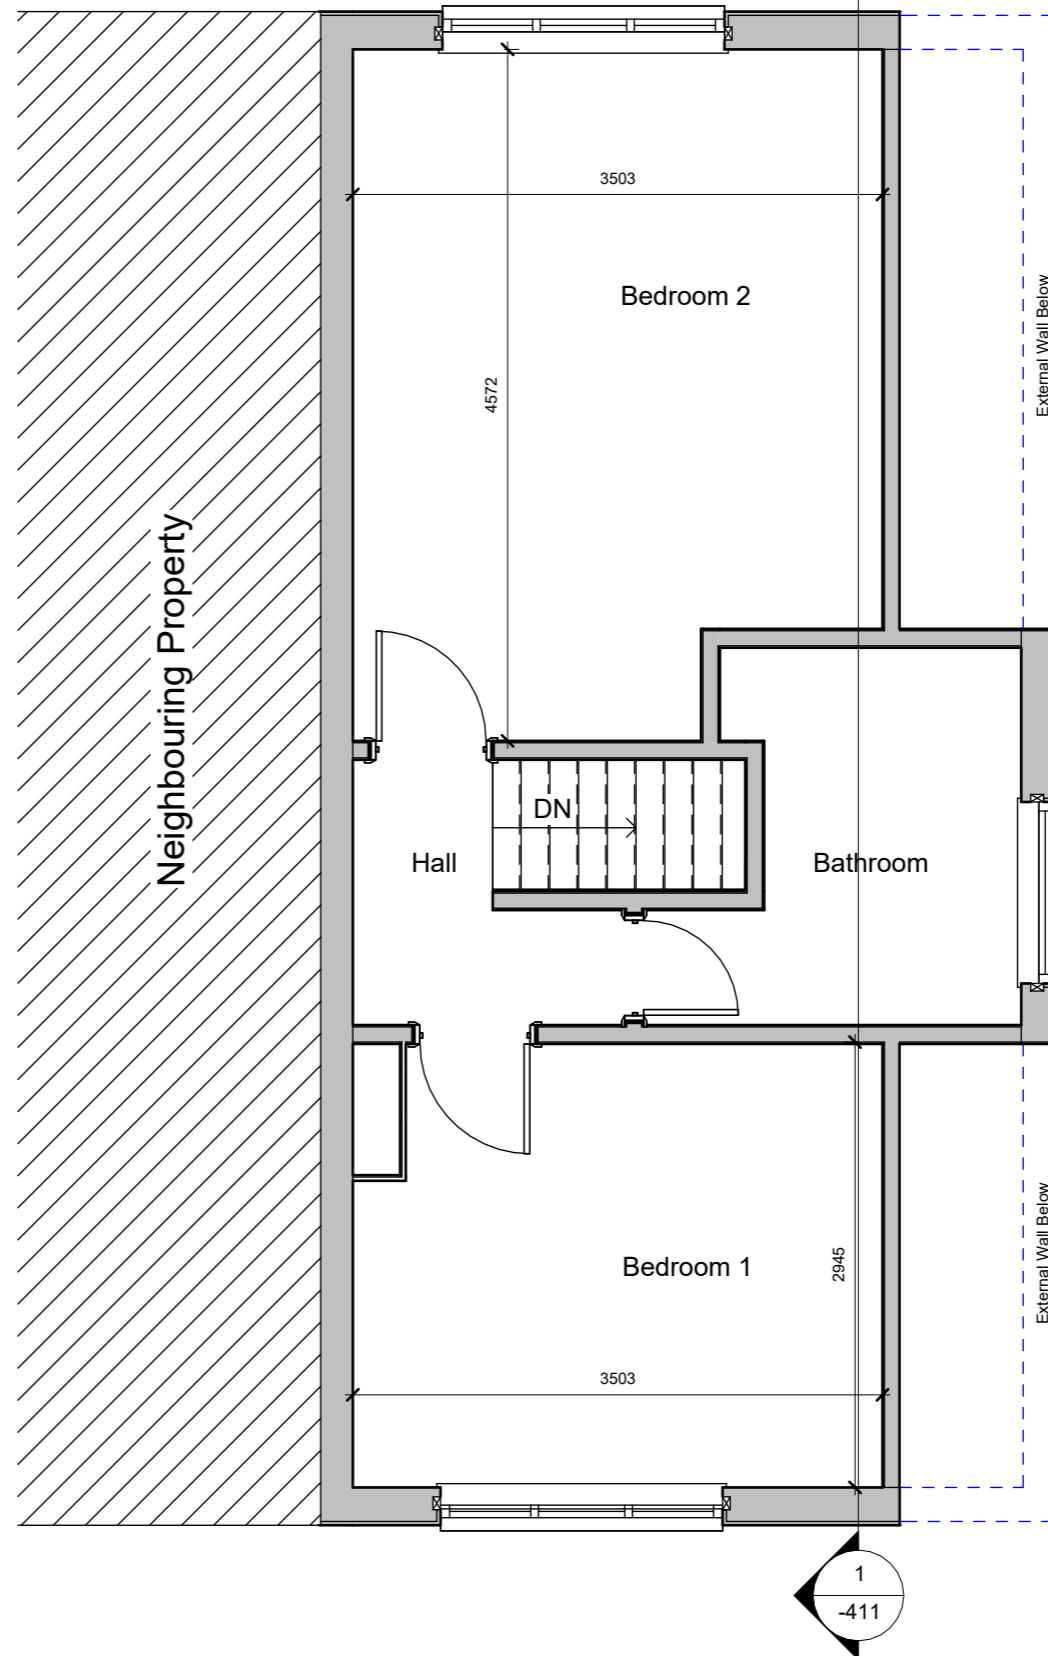 3503
Bedroom 2
External Wall Below
4572
Neighbouring Property
DN
Hall
Bathroom
Bedroom 1
2945
External Wall Below
3503
1
-411